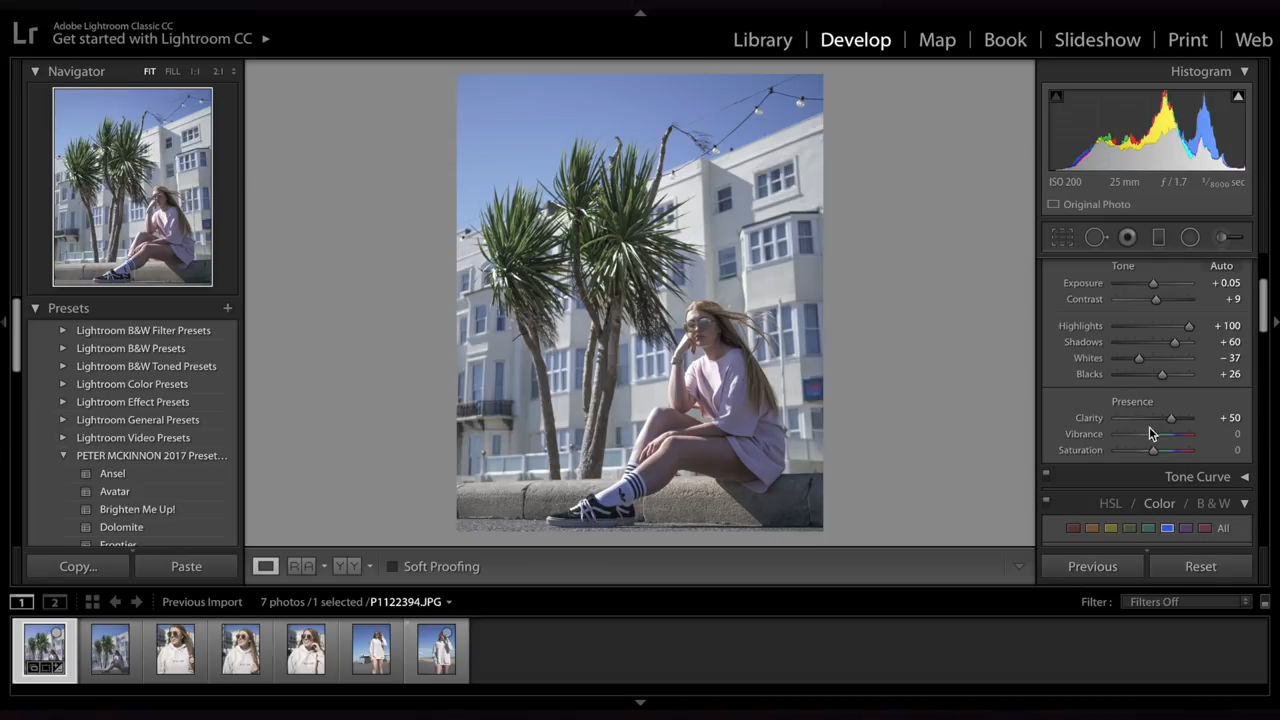 Lr
Adobe Lightroom Classic CC
Get started with Lightroom CC
Library
Develop
Map
Book
Slideshow
Print
Web
Navigator
FIT
FILL
1:1
2:1
Histogram
ISO 200
25 mm
ƒ / 1.7
1/8000 sec
Original Photo
Tone
Auto
Exposure
+ 0.05
Contrast
+ 9
Highlights
+ 100
Shadows
+ 60
Whites
− 37
Blacks
+ 26
Presence
Clarity
+ 50
Vibrance
0
Saturation
0
Tone Curve
HSL / Color / B & W
All
Presets
+
Lightroom B&W Filter Presets
Lightroom B&W Presets
Lightroom B&W Toned Presets
Lightroom Color Presets
Lightroom Effect Presets
Lightroom General Presets
Lightroom Video Presets
PETER MCKINNON 2017 Preset...
Ansel
Avatar
Brighten Me Up!
Dolomite
Frontier
Copy...
Paste
R A
Y Y
Soft Proofing
Previous
Reset
1
2
Previous Import
7 photos / 1 selected / P1122394.JPG
Filter :
Filters Off